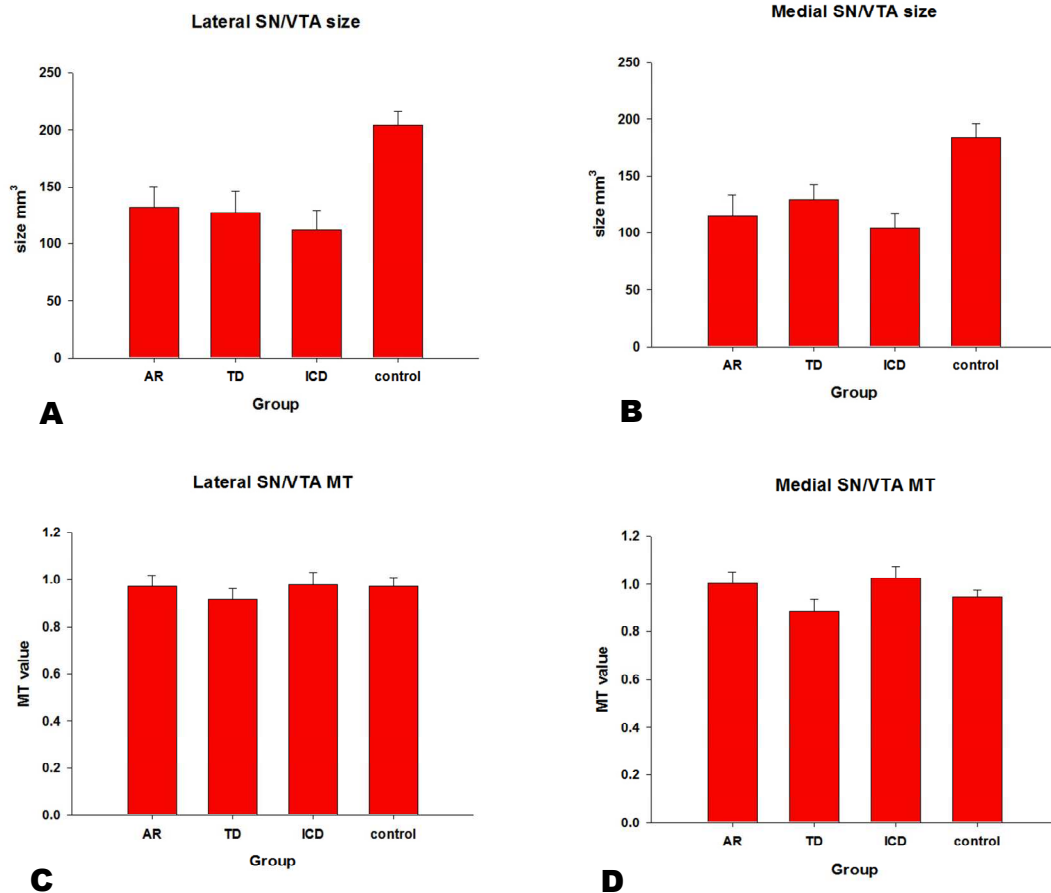 Lateral SN/VTA size
250
200
150
100
50
0
size mm³
AR TD ICD control
Group
A
Medial SN/VTA size
250
200
150
100
50
0
size mm³
AR TD ICD control
Group
B
Lateral SN/VTA MT
1.2
1.0
0.8
0.6
0.4
0.2
0.0
MT value
AR TD ICD control
Group
C
Medial SN/VTA MT
1.2
1.0
0.8
0.6
0.4
0.2
0.0
MT value
AR TD ICD control
Group
D